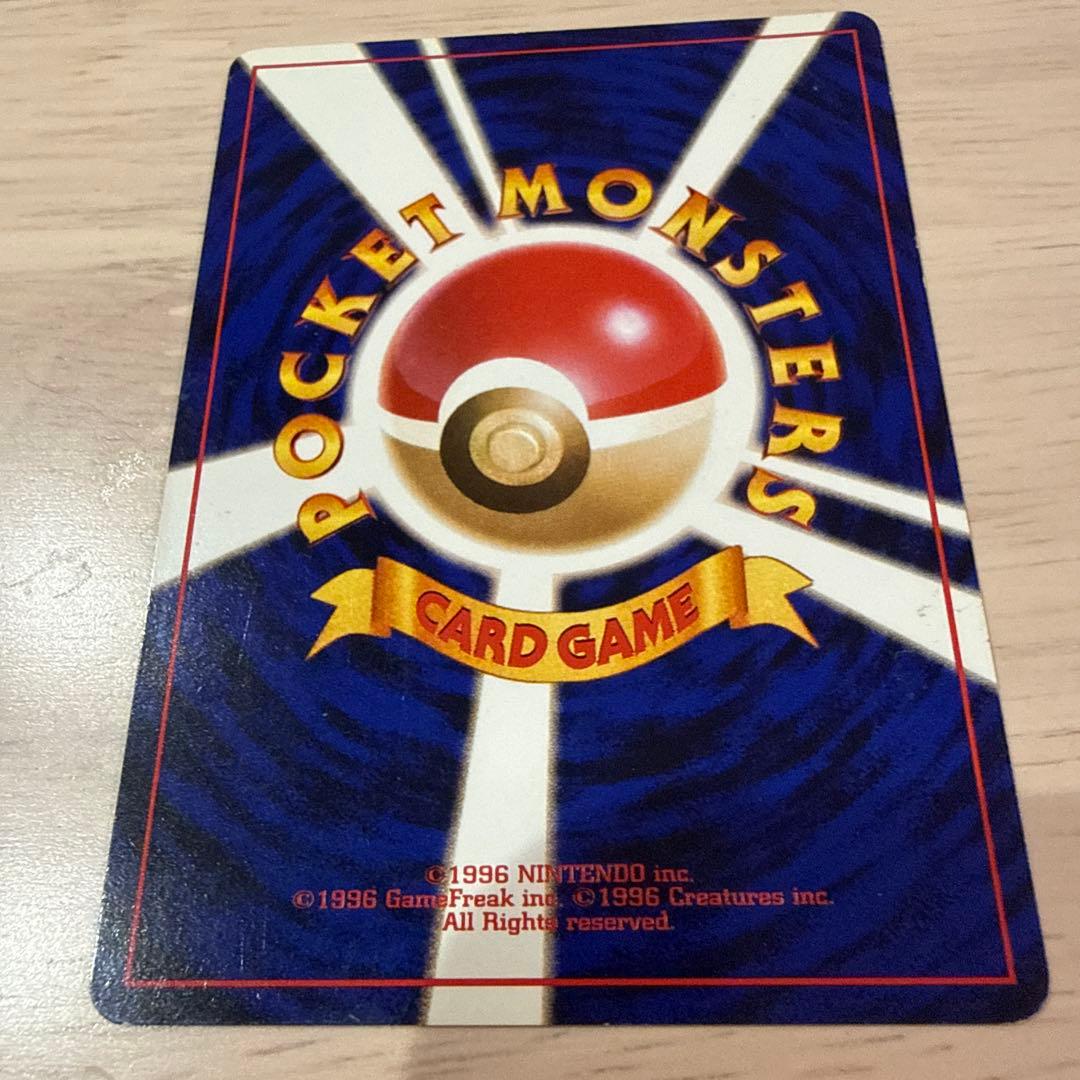 POCKET MONSTERS
CARD GAME
©1996 NINTENDO inc.
©1996 GameFreak inc. ©1996 Creatures inc.
All Rights reserved.